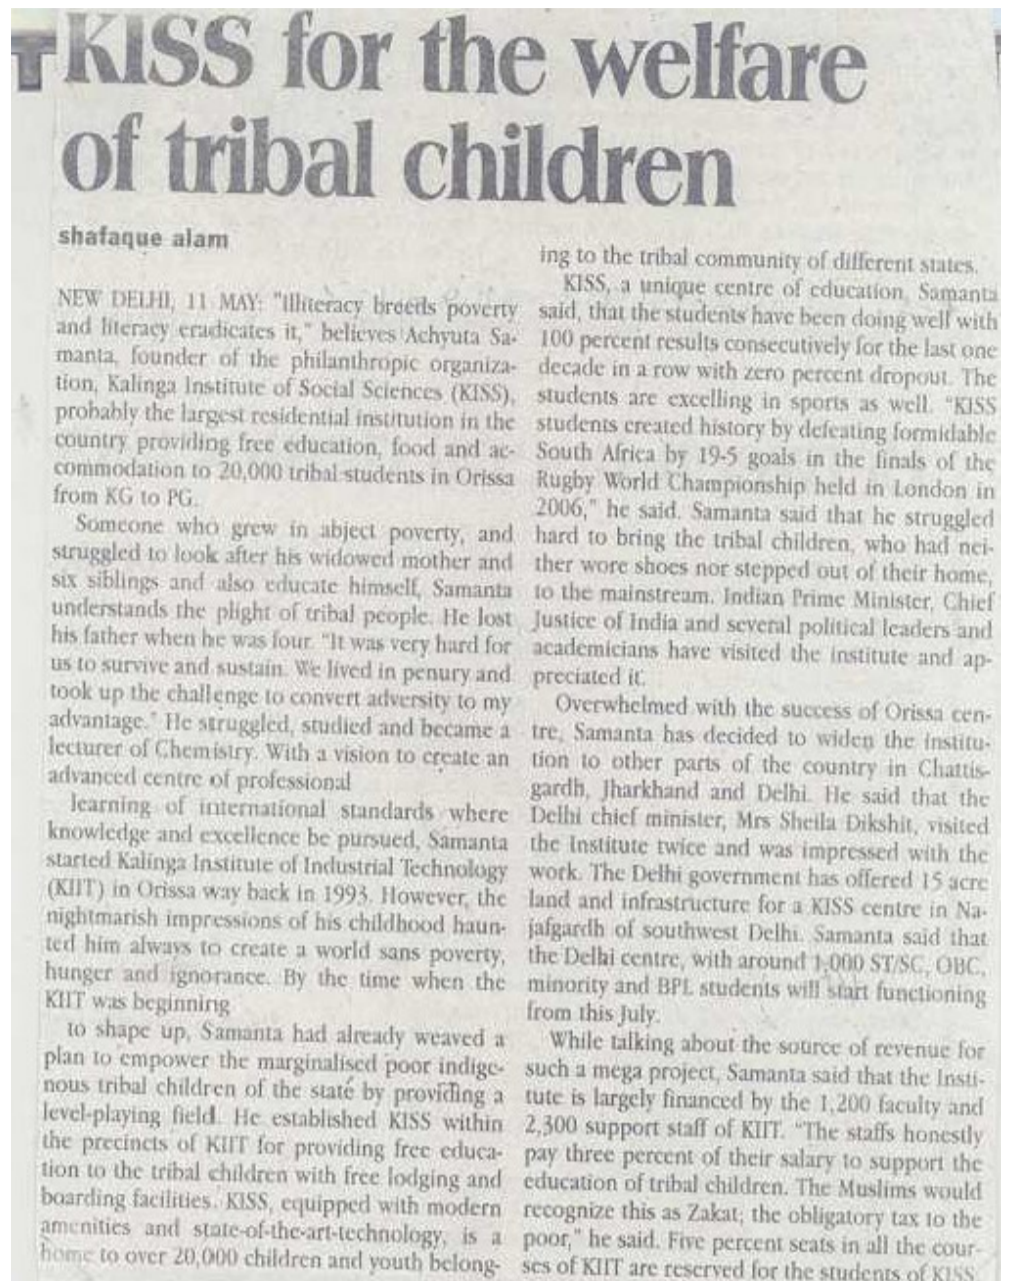 KISS for the welfare
of tribal children
shafaque alam
NEW DELHI, 11 MAY: "Illiteracy breeds poverty
and literacy eradicates it," believes Achyuta Sa-
manta, founder of the philanthropic organiza-
tion, Kalinga Institute of Social Sciences (KISS),
probably the largest residential institution in the
country providing free education, food and ac-
commodation to 20,000 tribal students in Orissa
from KG to PG.
Someone who grew in abject poverty, and
struggled to look after his widowed mother and
six siblings and also educate himself, Samanta
understands the plight of tribal people. He lost
his father when he was four. "It was very hard for
us to survive and sustain. We lived in penury and
took up the challenge to convert adversity to my
advantage." He struggled, studied and became a
lecturer of Chemistry. With a vision to create an
advanced centre of professional
learning of international standards where
knowledge and excellence be pursued, Samanta
started Kalinga Institute of Industrial Technology
(KIIT) in Orissa way back in 1993. However, the
nightmarish impressions of his childhood haun-
ted him always to create a world sans poverty,
hunger and ignorance. By the time when the
KIIT was beginning
to shape up, Samanta had already weaved a
plan to empower the marginalised poor indige-
nous tribal children of the state by providing a
level-playing field. He established KISS within
the precincts of KIIT for providing free educa-
tion to the tribal children with free lodging and
boarding facilities. KISS, equipped with modern
amenities and state-of-the-art-technology, is a
home to over 20,000 children and youth belong-
ing to the tribal community of different states.
KISS, a unique centre of education, Samanta
said, that the students have been doing well with
100 percent results consecutively for the last one
decade in a row with zero percent dropout. The
students are excelling in sports as well. "KISS
students created history by defeating formidable
South Africa by 19-5 goals in the finals of the
Rugby World Championship held in London in
2006," he said. Samanta said that he struggled
hard to bring the tribal children, who had nei-
ther wore shoes nor stepped out of their home,
to the mainstream. Indian Prime Minister, Chief
Justice of India and several political leaders and
academicians have visited the institute and ap-
preciated it.
Overwhelmed with the success of Orissa cen-
tre, Samanta has decided to widen the institu-
tion to other parts of the country in Chattis-
gardh, Jharkhand and Delhi. He said that the
Delhi chief minister, Mrs Sheila Dikshit, visited
the Institute twice and was impressed with the
work. The Delhi government has offered 15 acre
land and infrastructure for a KISS centre in Na-
jafgardh of southwest Delhi. Samanta said that
the Delhi centre, with around 1,000 ST/SC, OBC,
minority and BPL students will start functioning
from this July.
While talking about the source of revenue for
such a mega project, Samanta said that the Insti-
tute is largely financed by the 1,200 faculty and
2,300 support staff of KIIT. "The staffs honestly
pay three percent of their salary to support the
education of tribal children. The Muslims would
recognize this as Zakat; the obligatory tax to the
poor," he said. Five percent seats in all the cour-
ses of KIIT are reserved for the students of KISS